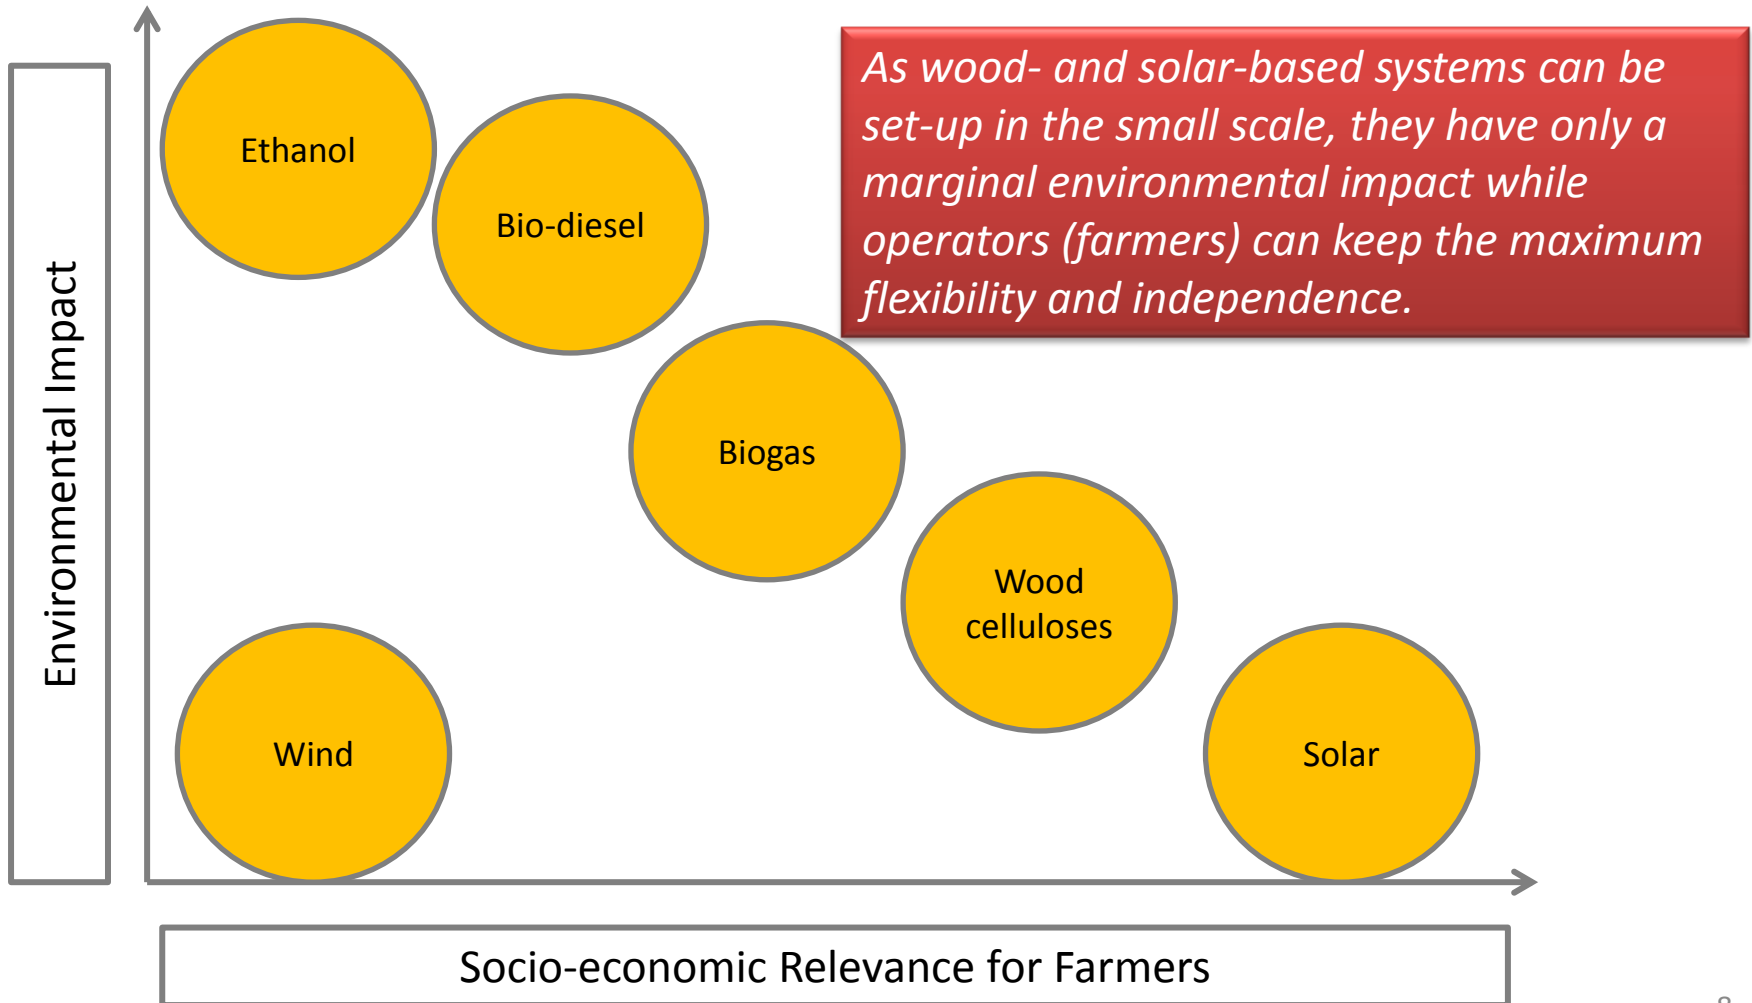 Ethanol
Bio-diesel
As wood- and solar-based systems can be
set-up in the small scale, they have only a
marginal environmental impact while
operators (farmers) can keep the maximum
flexibility and independence.
Environmental Impact
Biogas
Wood
celluloses
Wind
Solar
Socio-economic Relevance for Farmers